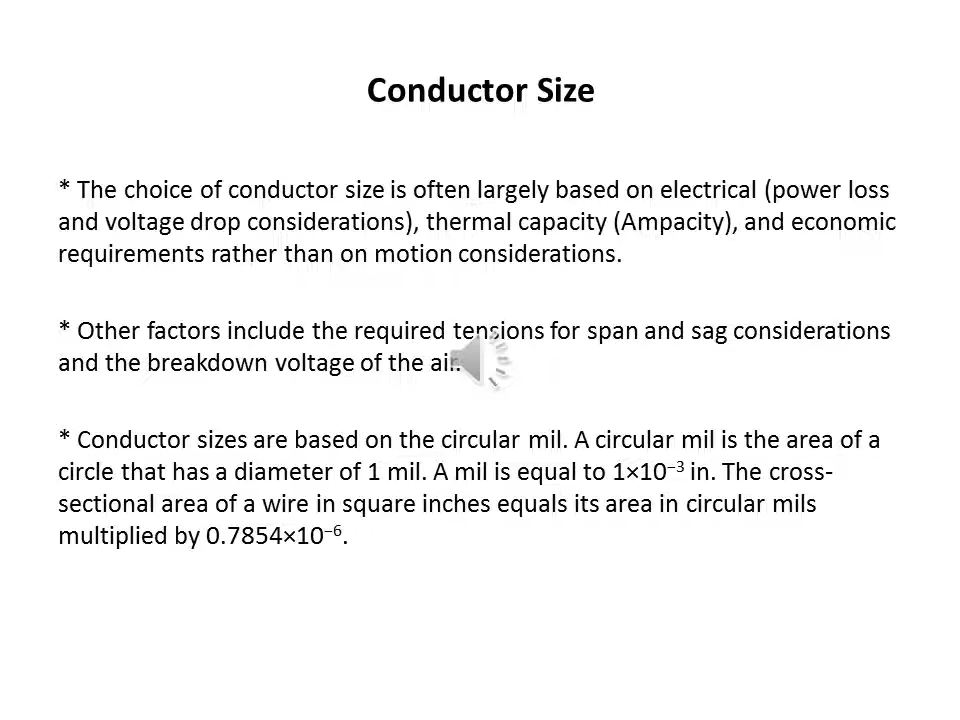 Conductor Size
* The choice of conductor size is often largely based on electrical (power loss
and voltage drop considerations), thermal capacity (Ampacity), and economic
requirements rather than on motion considerations.
* Other factors include the required tensions for span and sag considerations
and the breakdown voltage of the air.
* Conductor sizes are based on the circular mil. A circular mil is the area of a
circle that has a diameter of 1 mil. A mil is equal to 1×10⁻³ in. The cross-
sectional area of a wire in square inches equals its area in circular mils
multiplied by 0.7854×10⁻⁶.